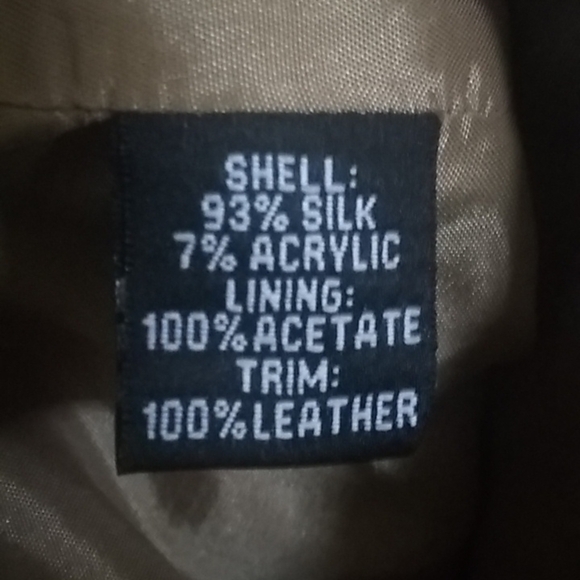 SHELL:
93% SILK
7% ACRYLIC
LINING:
100% ACETATE
TRIM:
100% LEATHER